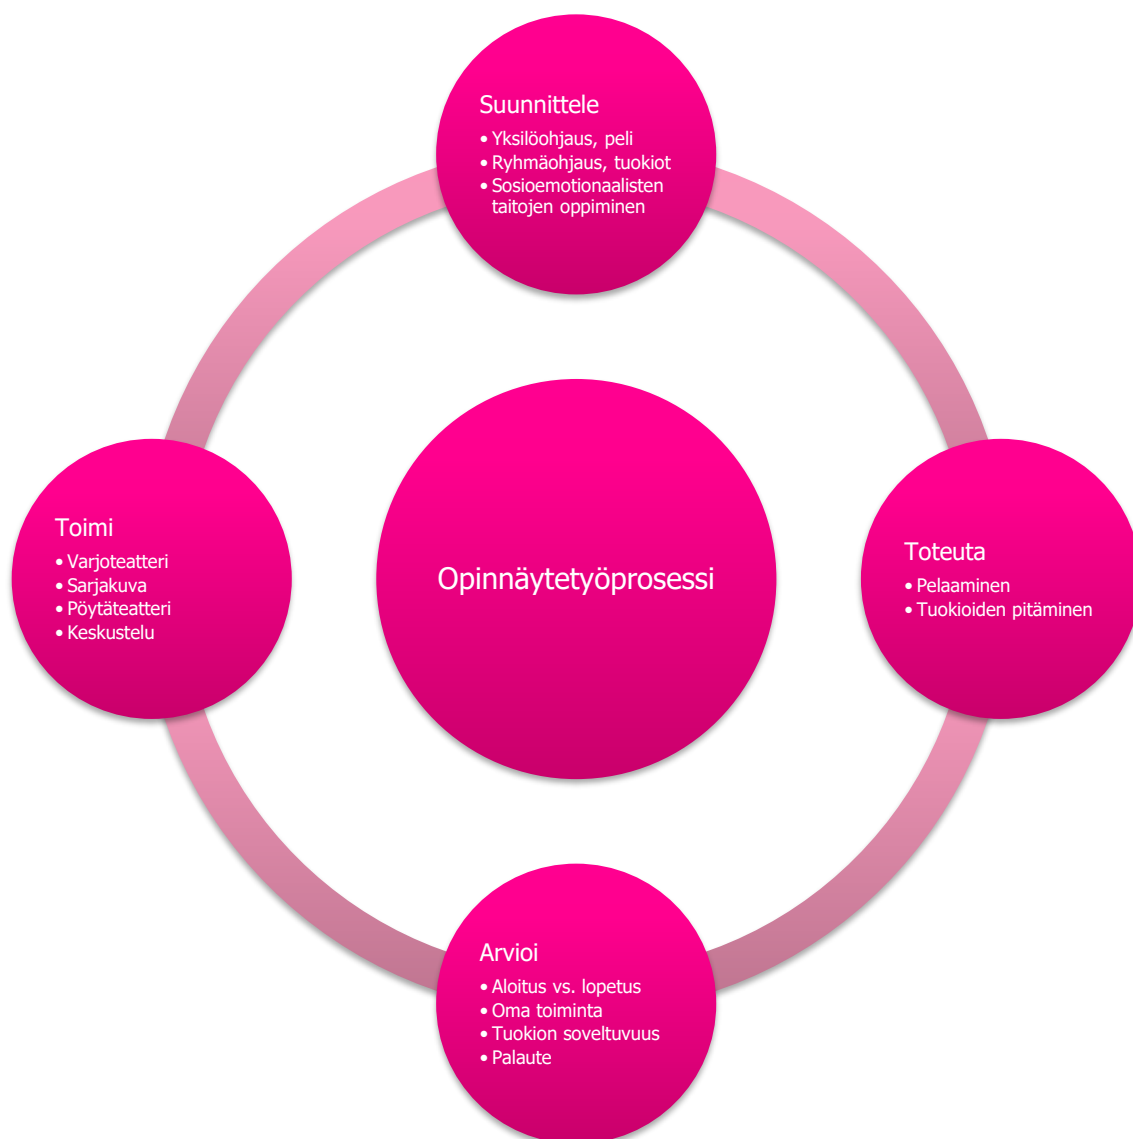 Suunnittele
• Yksilöohjaus, peli
• Ryhmäohjaus, tuokiot
• Sosioemotionaalisten
taitojen oppiminen
Toteuta
• Pelaaminen
• Tuokioiden pitäminen
Arvioi
• Aloitus vs. lopetus
• Oma toiminta
• Tuokion soveltuvuus
• Palaute
Toimi
• Varjoteatteri
• Sarjakuva
• Pöytäteatteri
• Keskustelu
Opinnäytetyöprosessi